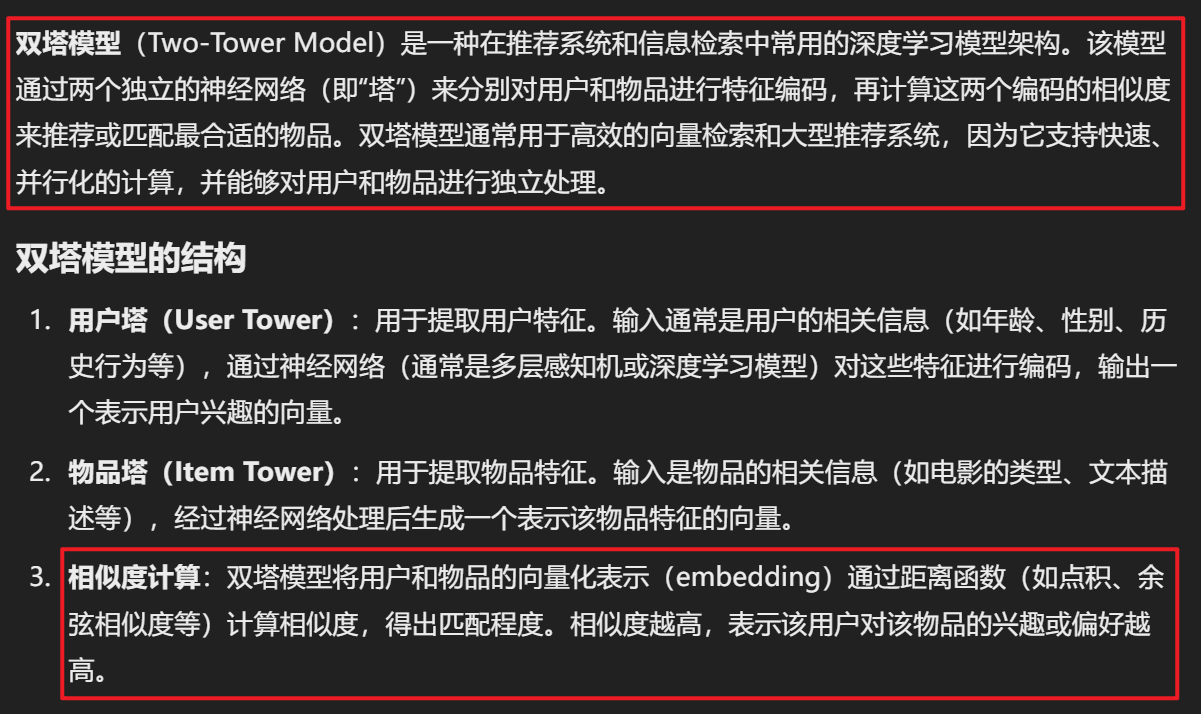 双塔模型（Two-Tower Model）是一种在推荐系统和信息检索中常用的深度学习模型架构。该模型
通过两个独立的神经网络（即“塔”）来分别对用户和物品进行特征编码，再计算这两个编码的相似度
来推荐或匹配最合适的物品。双塔模型通常用于高效的向量检索和大型推荐系统，因为它支持快速、
并行化的计算，并能够对用户和物品进行独立处理。
双塔模型的结构
1. 用户塔（User Tower）：用于提取用户特征。输入通常是用户的相关信息（如年龄、性别、历
史行为等），通过神经网络（通常是多层感知机或深度学习模型）对这些特征进行编码，输出一
个表示用户兴趣的向量。
2. 物品塔（Item Tower）：用于提取物品特征。输入是物品的相关信息（如电影的类型、文本描
述等），经过神经网络处理后生成一个表示该物品特征的向量。
3. 相似度计算：双塔模型将用户和物品的向量化表示（embedding）通过距离函数（如点积、余
弦相似度等）计算相似度，得出匹配程度。相似度越高，表示该用户对该物品的兴趣或偏好越
高。